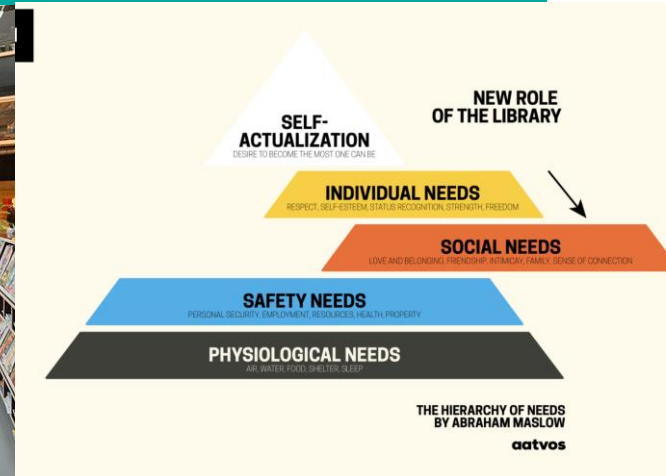 NEW ROLE
OF THE LIBRARY
SELF-
ACTUALIZATION
DESIRE TO BECOME THE MOST ONE CAN BE
INDIVIDUAL NEEDS
RESPECT, SELF-ESTEEM, STATUS RECOGNITION, STRENGTH, FREEDOM
SOCIAL NEEDS
LOVE AND BELONGING, FRIENDSHIP, INTIMICAY, FAMILY, SENSE OF CONNECTION
SAFETY NEEDS
PERSONAL SECURITY, EMPLOYMENT, RESOURCES, HEALTH, PROPERTY
PHYSIOLOGICAL NEEDS
AIR, WATER, FOOD, SHELTER, SLEEP
THE HIERARCHY OF NEEDS
BY ABRAHAM MASLOW
aatvos